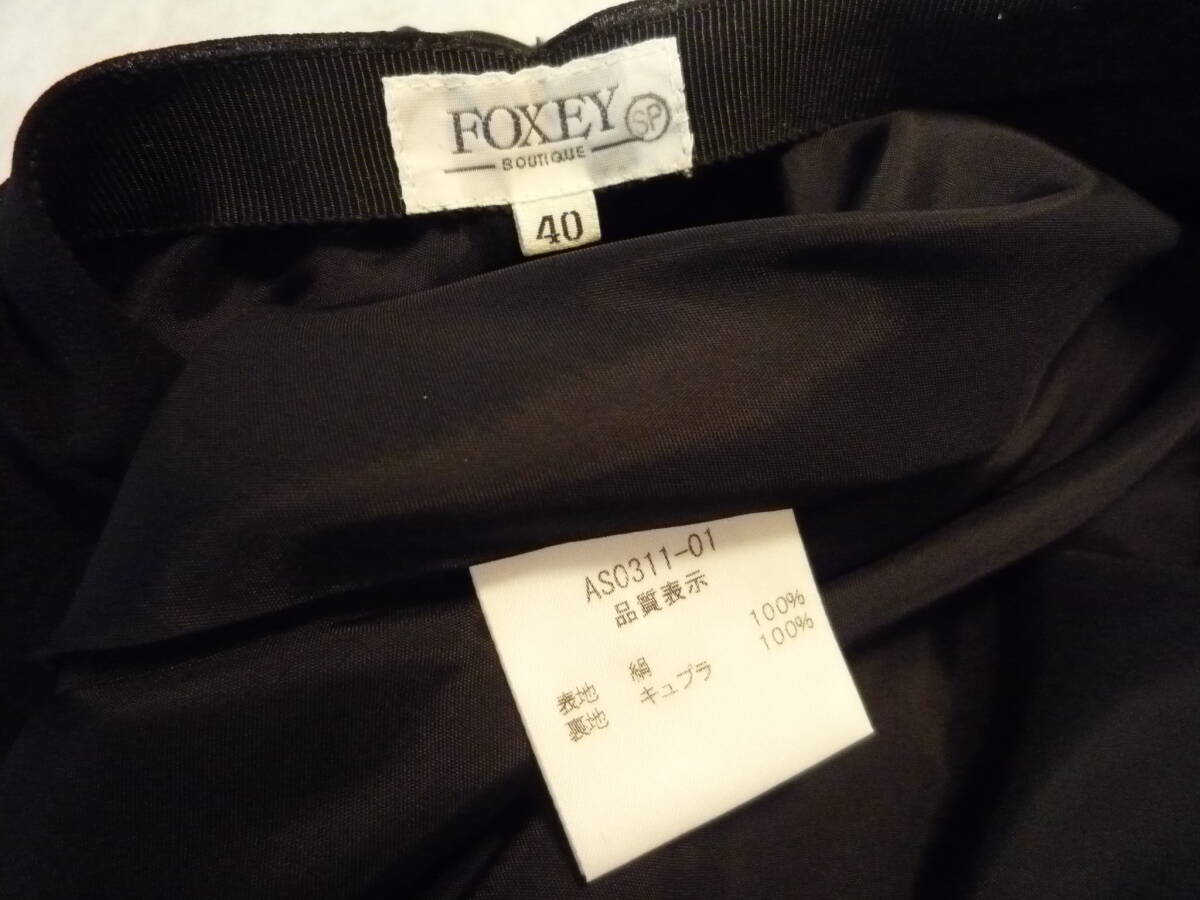 FOXEY SP
BOUTIQUE
40
AS0311-01
品質表示
表地 絹 100%
裏地 キュプラ 100%